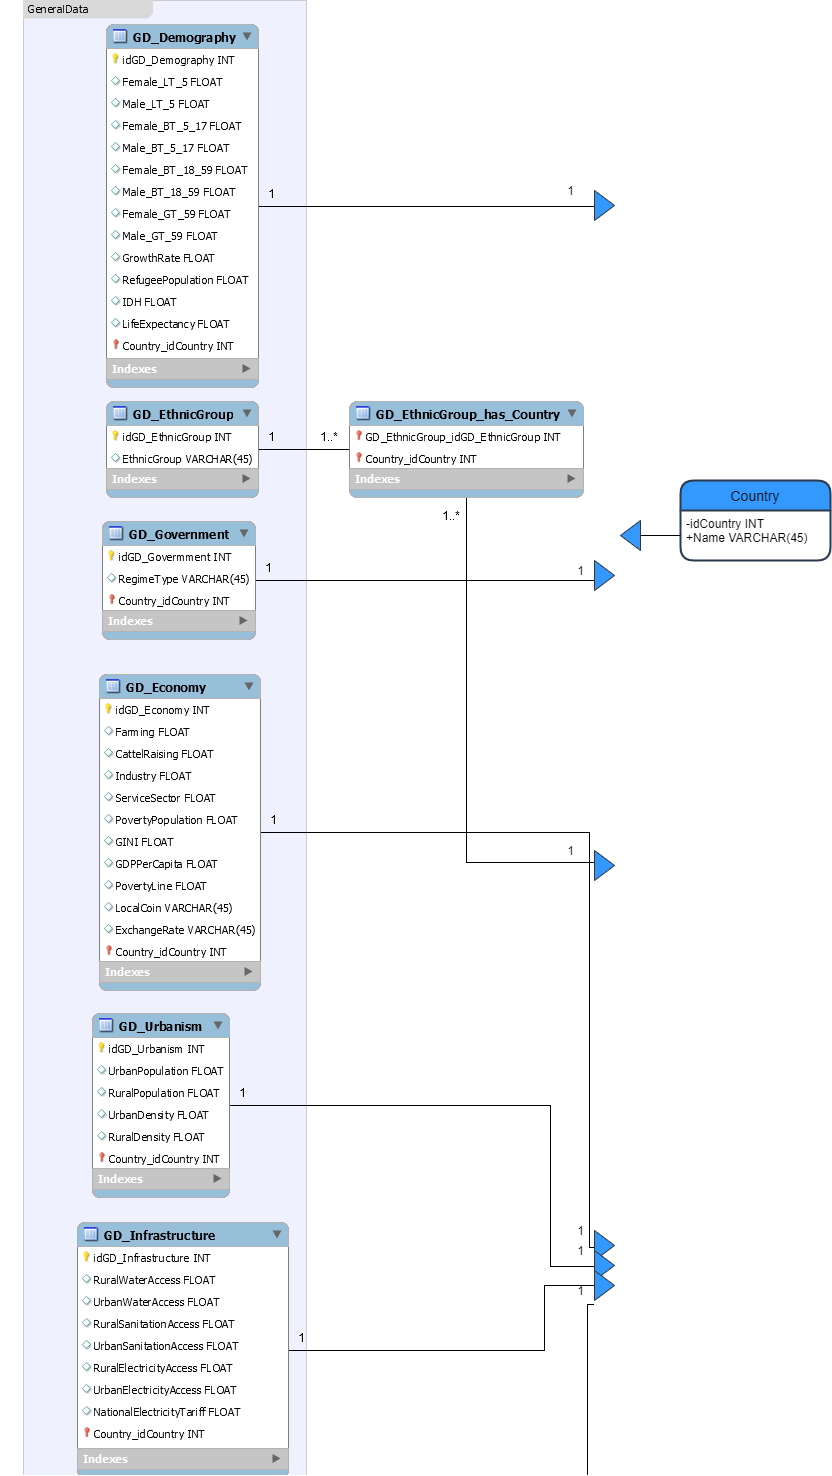 GeneralData
GD_Demography
idGD_Demography INT
Female_LT_5 FLOAT
Male_LT_5 FLOAT
Female_BT_5_17 FLOAT
Male_BT_5_17 FLOAT
Female_BT_18_59 FLOAT
Male_BT_18_59 FLOAT
Female_GT_59 FLOAT
Male_GT_59 FLOAT
GrowthRate FLOAT
RefugeePopulation FLOAT
IDH FLOAT
LifeExpectancy FLOAT
Country_idCountry INT
Indexes
1
1
GD_EthnicGroup
idGD_EthnicGroup INT
EthnicGroup VARCHAR(45)
Indexes
1
1..*
GD_EthnicGroup_has_Country
GD_EthnicGroup_idGD_EthnicGroup INT
Country_idCountry INT
Indexes
1..*
Country
-idCountry INT
+Name VARCHAR(45)
GD_Government
idGD_Government INT
RegimeType VARCHAR(45)
Country_idCountry INT
Indexes
1
1
GD_Economy
idGD_Economy INT
Farming FLOAT
CattelRaising FLOAT
Industry FLOAT
ServiceSector FLOAT
PovertyPopulation FLOAT
GINI FLOAT
GDPPerCapita FLOAT
PovertyLine FLOAT
LocalCoin VARCHAR(45)
ExchangeRate VARCHAR(45)
Country_idCountry INT
Indexes
1
1
GD_Urbanism
idGD_Urbanism INT
UrbanPopulation FLOAT
RuralPopulation FLOAT
UrbanDensity FLOAT
RuralDensity FLOAT
Country_idCountry INT
Indexes
1
1
1
1
GD_Infrastructure
idGD_Infrastructure INT
RuralWaterAccess FLOAT
UrbanWaterAccess FLOAT
RuralSanitationAccess FLOAT
UrbanSanitationAccess FLOAT
RuralElectricityAccess FLOAT
UrbanElectricityAccess FLOAT
NationalElectricityTariff FLOAT
Country_idCountry INT
Indexes
1